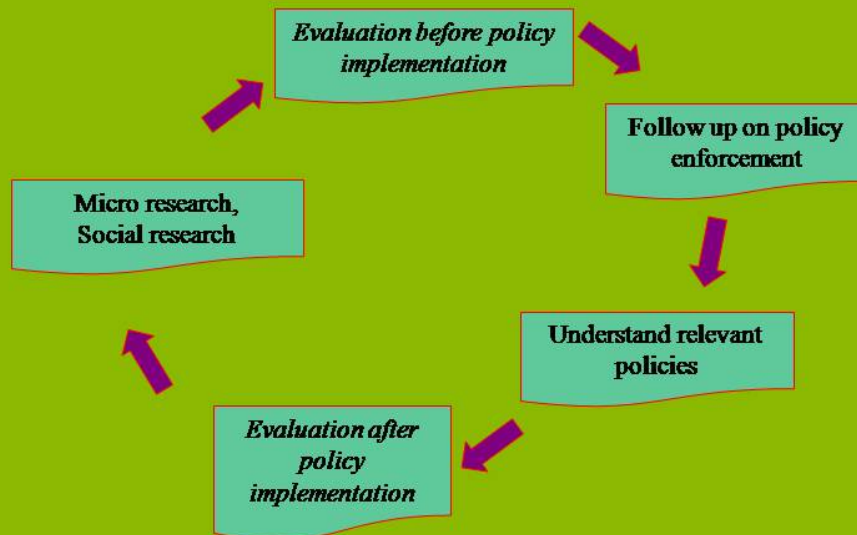 Evaluation before policy
implementation
Follow up on policy
enforcement
Micro research,
Social research
Understand relevant
policies
Evaluation after
policy
implementation